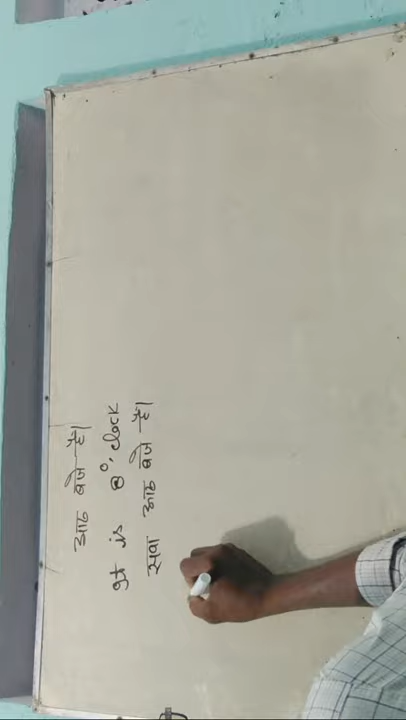 आठ बजे हैं।
It is 8 o'clock
सवा आठ बजे हैं।